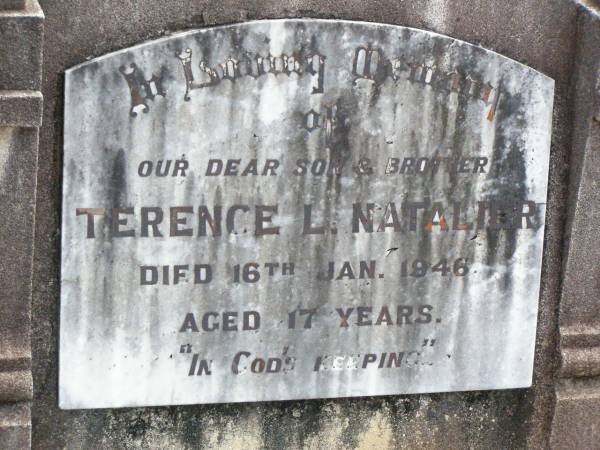 In Loving Memory
of
OUR DEAR SON & BROTHER
TERENCE L. NATALIER
DIED 16TH JAN. 1946
AGED 17 YEARS.
"IN GOD'S KEEPING."